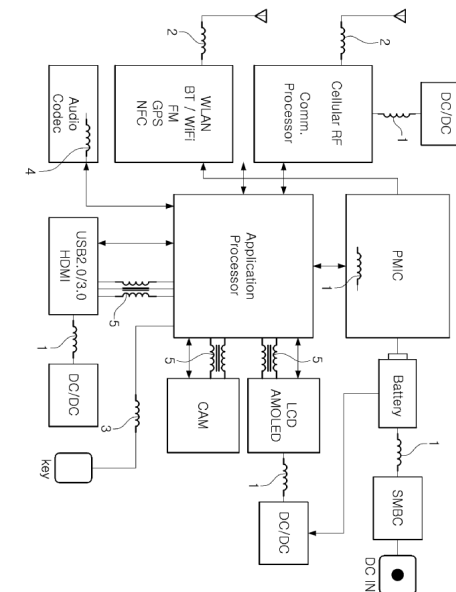 DC/DC
1
PMIC
1
Battery
1
SMBC
DC IN
2
Cellular RF
Comm.
Processor
Application
Processor
5
LCD
AMOLED
1
DC/DC
2
WLAN
BT / WiFi
FM
GPS
NFC
5
CAM
Audio
Codec
4
USB2.0/3.0
HDMI
5
1
DC/DC
3
key